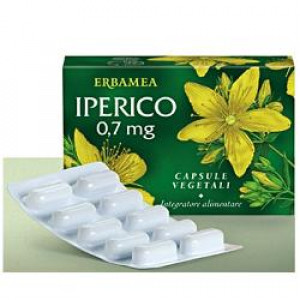 ERBAMEA
IPERICO
0,7 mg
CAPSULE
VEGETALI
Integratore alimentare